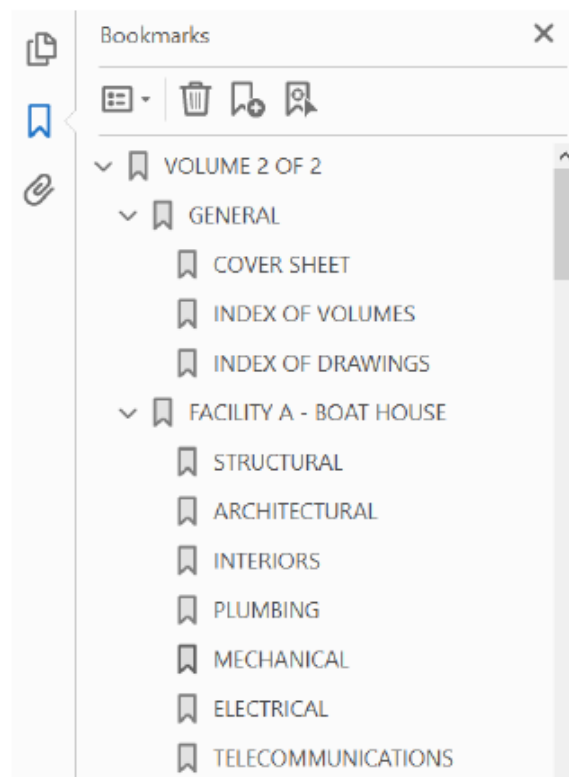 Bookmarks
VOLUME 2 OF 2
GENERAL
COVER SHEET
INDEX OF VOLUMES
INDEX OF DRAWINGS
FACILITY A - BOAT HOUSE
STRUCTURAL
ARCHITECTURAL
INTERIORS
PLUMBING
MECHANICAL
ELECTRICAL
TELECOMMUNICATIONS